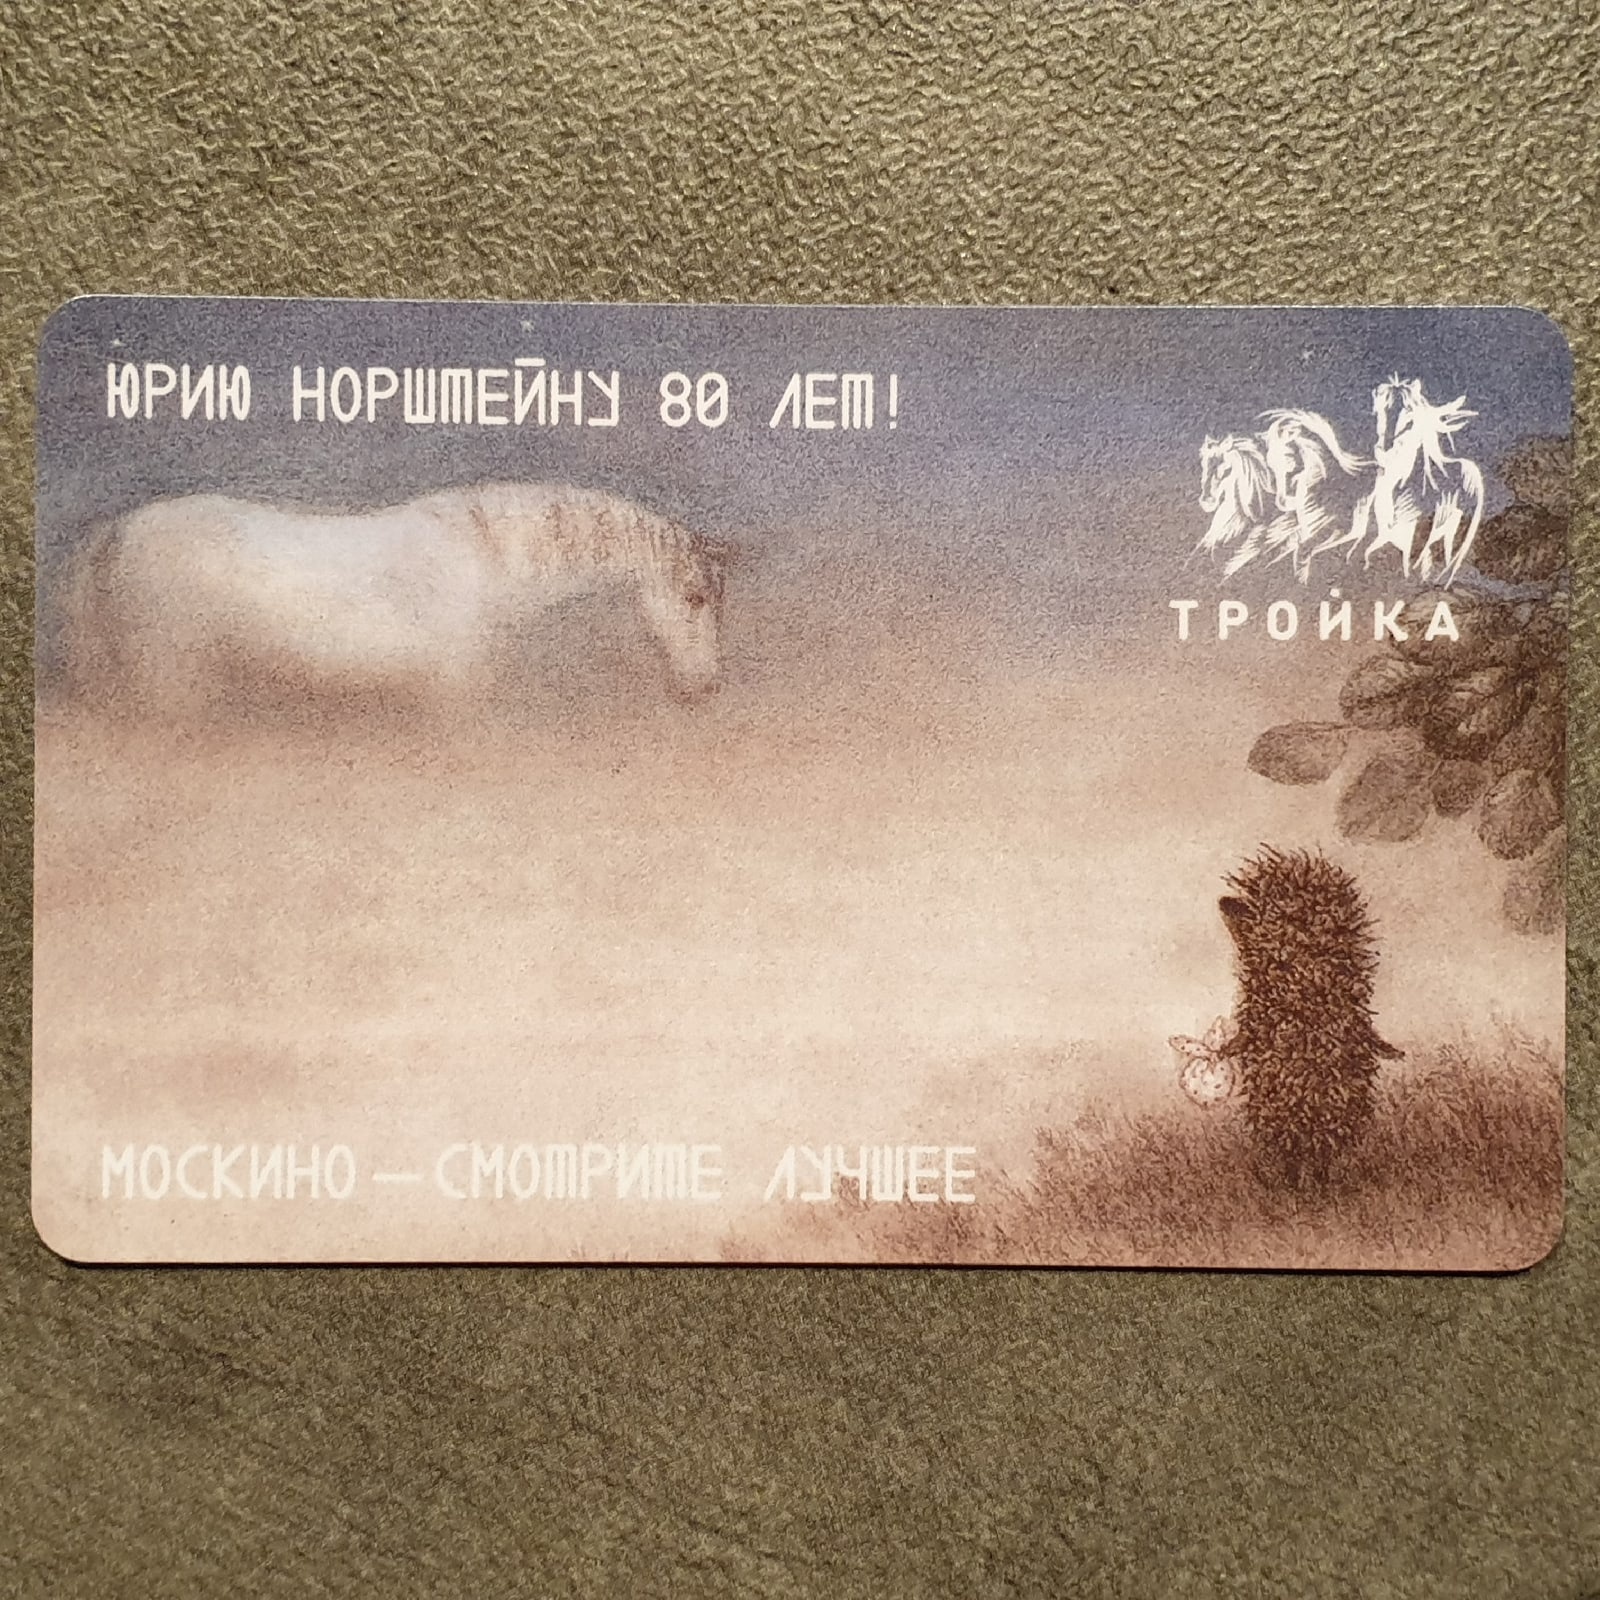 ЮРИЮ НОРШТЕЙНУ 80 ЛЕТ!
ТРОЙКА
МОСКИНО — СМОТРИТЕ ЛУЧШЕЕ